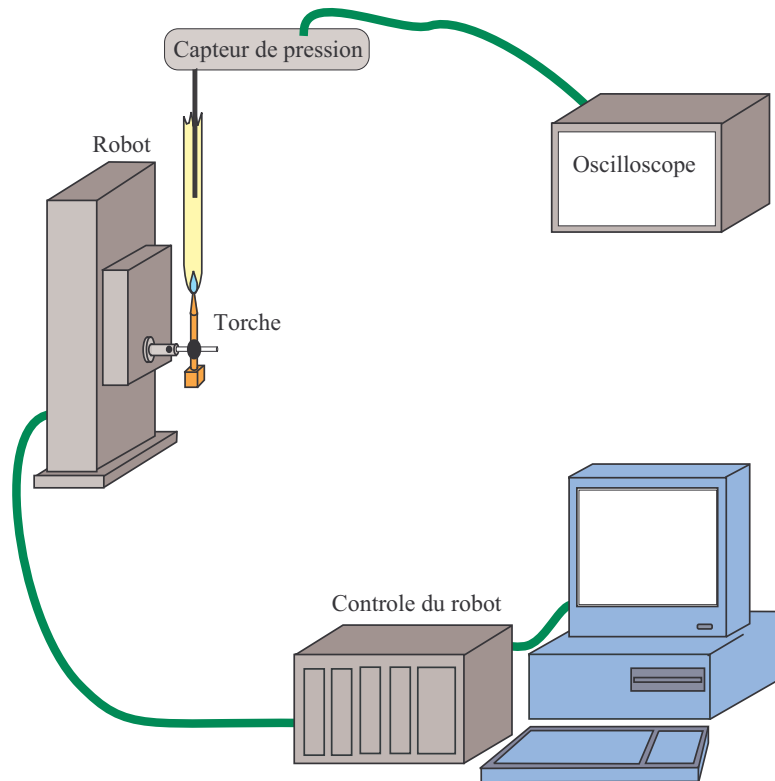 Capteur de pression
Robot
Oscilloscope
Torche
Controle du robot